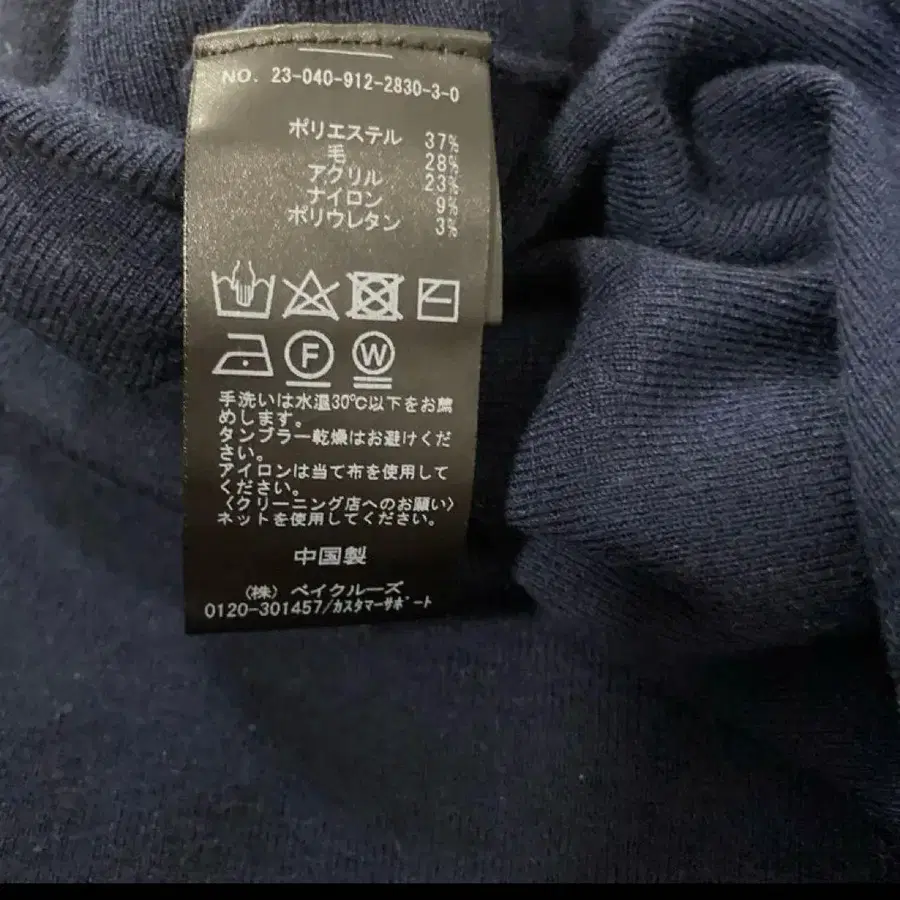 NO. 23-040-912-2830-3-0
ポリエステル 37%
毛 28%
アクリル 23%
ナイロン 9%
ポリウレタン 3%
F W
手洗いは水温30℃以下をお薦
めします。
タンブラー乾燥はお避けくだ
さい。
アイロンは当て布を使用して
ください。
〈クリーニング店へのお願い〉
ネットを使用してください。
中国製
(株) ベイクルーズ
0120-301457/カスタマーサポート